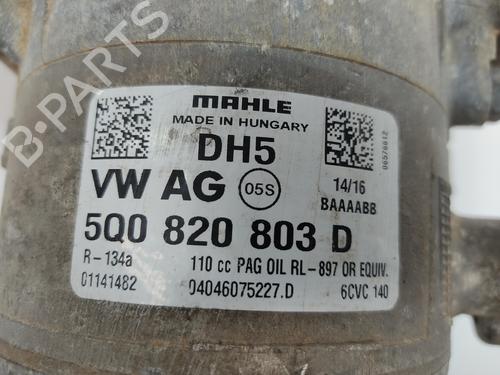 MAHLE
MADE IN HUNGARY
DH5
VW AG 05S
14/16
BAAAABB
06576612
5Q0 820 803 D
R-134a 110 cc PAG OIL RL-897 OR EQUIV.
01141482 04046075227.D 6CVC 140
B-PARTS